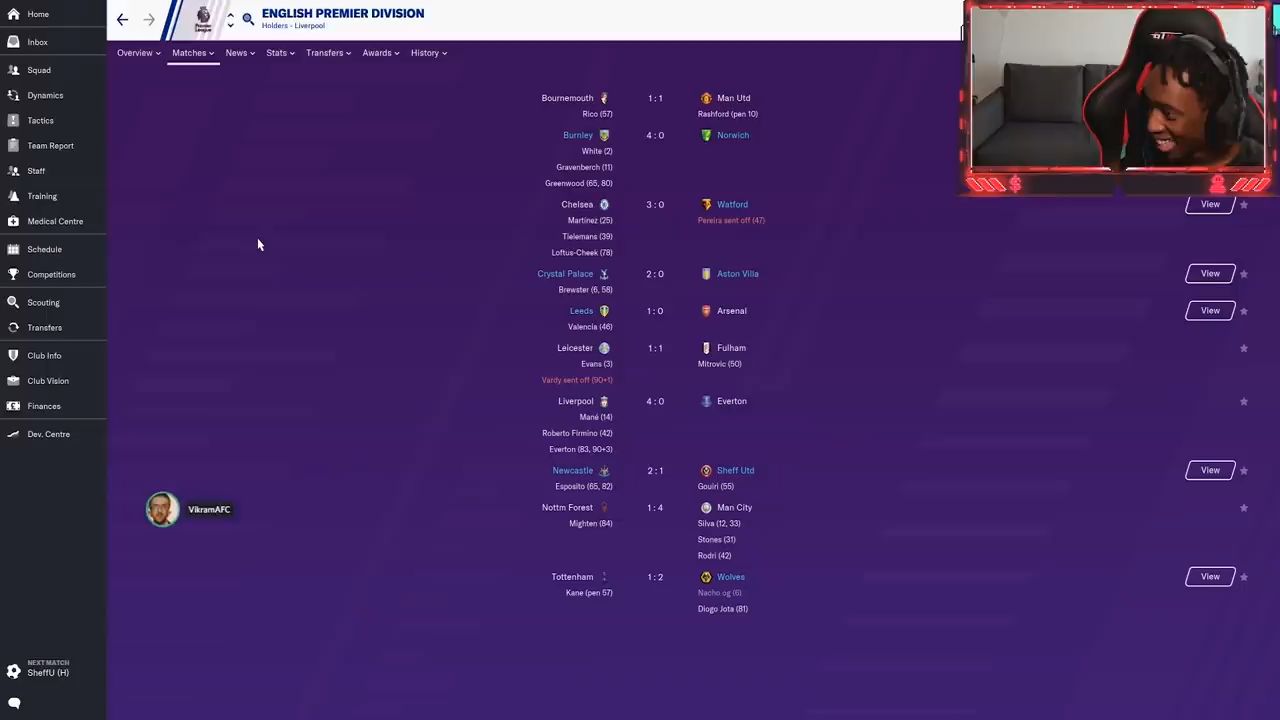 Home
ENGLISH PREMIER DIVISION
Holders - Liverpool
Inbox
Overview
Matches
News
Stats
Transfers
Awards
History
Squad
Dynamics
Tactics
Team Report
Staff
Training
Medical Centre
Schedule
Competitions
Scouting
Transfers
Club Info
Club Vision
Finances
Dev. Centre
NEXT MATCH
SheffU (H)
Bournemouth 1 : 1 Man Utd
Rico (57) Rashford (pen 10)
Burnley 4 : 0 Norwich
White (2)
Gravenberch (11)
Greenwood (65, 80)
Chelsea 3 : 0 Watford View
Martínez (25) Pereira sent off (47)
Tielemans (39)
Loftus-Cheek (78)
Crystal Palace 2 : 0 Aston Villa View
Brewster (6, 58)
Leeds 1 : 0 Arsenal View
Valencia (46)
Leicester 1 : 1 Fulham
Evans (3) Mitrovic (50)
Vardy sent off (90+1)
Liverpool 4 : 0 Everton
Mané (14)
Roberto Firmino (42)
Everton (83, 90+3)
Newcastle 2 : 1 Sheff Utd View
Esposito (65, 82) Gouiri (55)
Nottm Forest 1 : 4 Man City
Mighten (84) Silva (12, 33)
Stones (31)
Rodri (42)
Tottenham 1 : 2 Wolves View
Kane (pen 57) Nacho og (6)
Diogo Jota (81)
VikramAFC